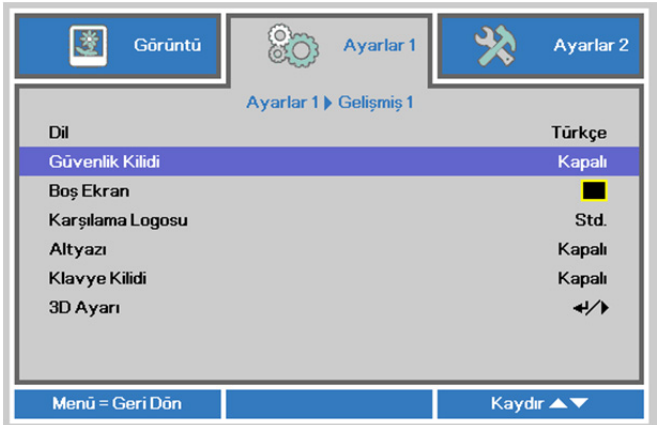 Görüntü
Ayarlar 1
Ayarlar 2
Ayarlar 1 Gelişmiş 1
Dil Türkçe
Güvenlik Kilidi Kapalı
Boş Ekran
Karşılama Logosu Std.
Altyazı Kapalı
Klavye Kilidi Kapalı
3D Ayarı /
Menü = Geri Dön Kaydır